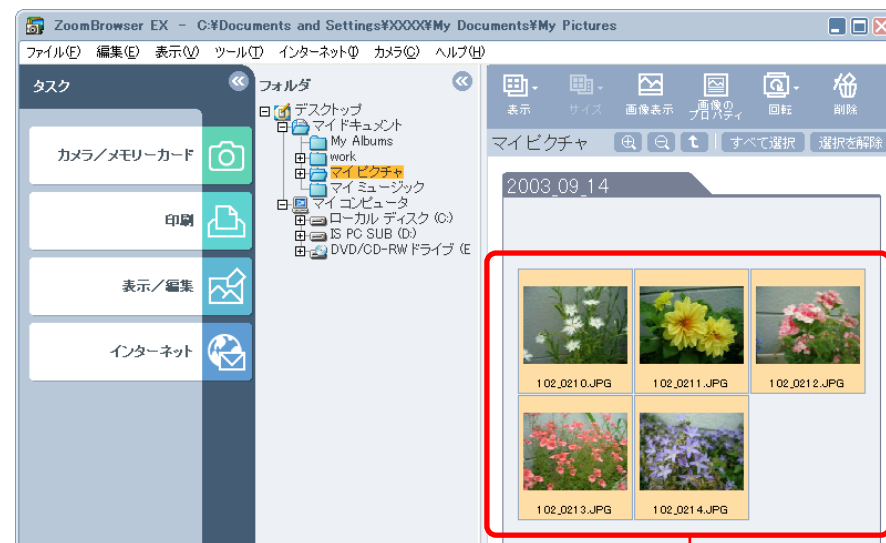 ZoomBrowser EX - C:¥Documents and Settings¥XXXX¥My Documents¥My Pictures
ファイル(F) 編集(E) 表示(V) ツール(T) インターネット(I) カメラ(C) ヘルプ(H)
タスク
カメラ/メモリーカード
印刷
表示/編集
インターネット
フォルダ
デスクトップ
マイドキュメント
My Albums
work
マイ ピクチャ
マイ ミュージック
マイ コンピュータ
ローカル ディスク (C:)
IS PC SUB (D:)
DVD/CD-RW ドライブ (E
表示 サイズ 画像表示 画像のプロパティ 回転 削除
マイ ピクチャ すべて選択 選択を解除
2003_09_14
102_0210.JPG 102_0211.JPG 102_0212.JPG
102_0213.JPG 102_0214.JPG